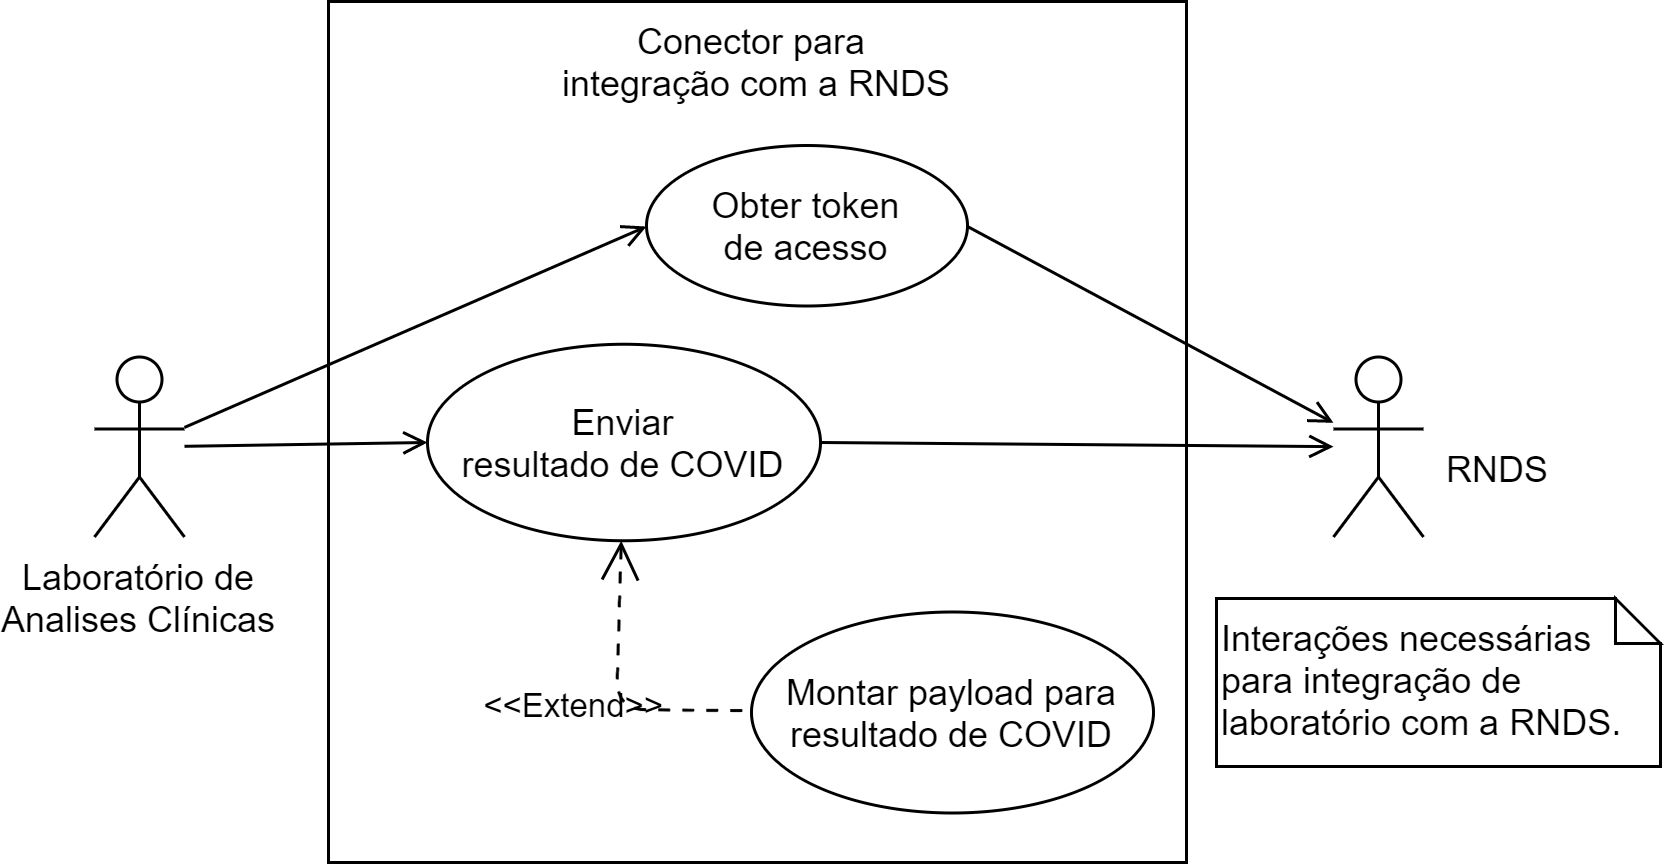 Conector para
integração com a RNDS
Obter token
de acesso
Enviar
resultado de COVID
RNDS
Laboratório de
Analises Clínicas
<<Extend>>
Montar payload para
resultado de COVID
Interações necessárias
para integração de
laboratório com a RNDS.